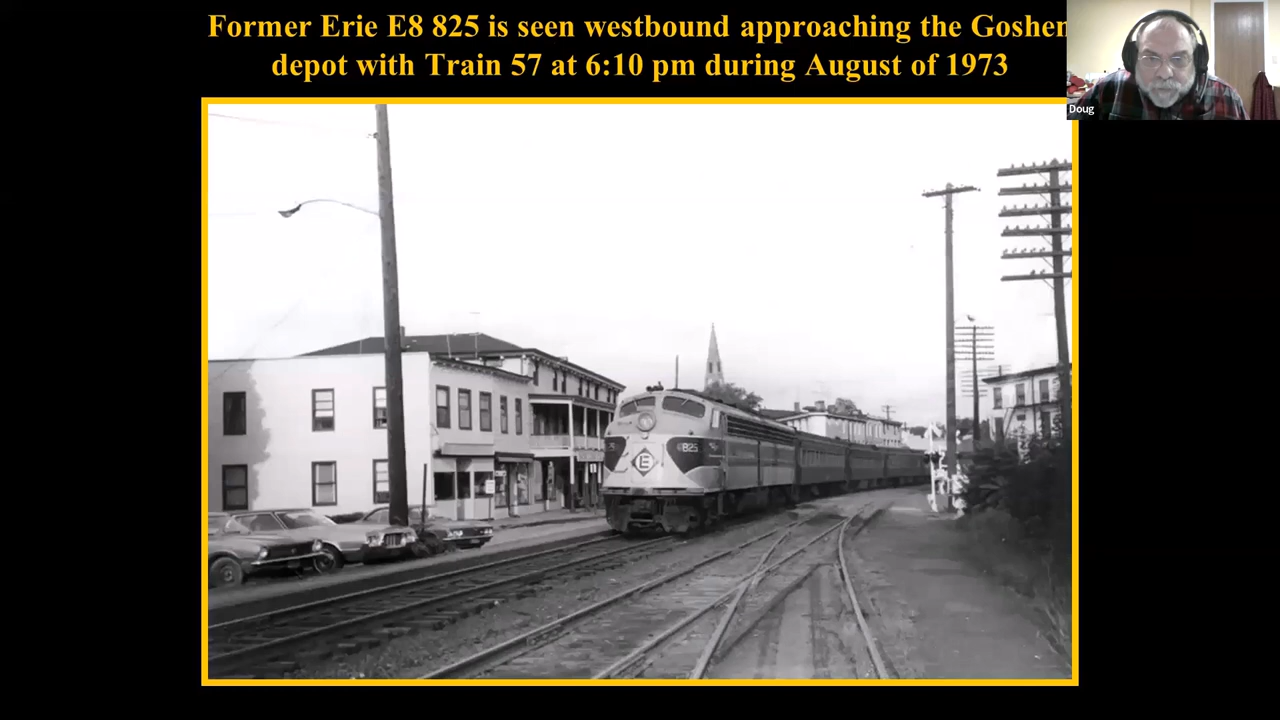 Former Erie E8 825 is seen westbound approaching the Goshen
depot with Train 57 at 6:10 pm during August of 1973
Doug
825
E